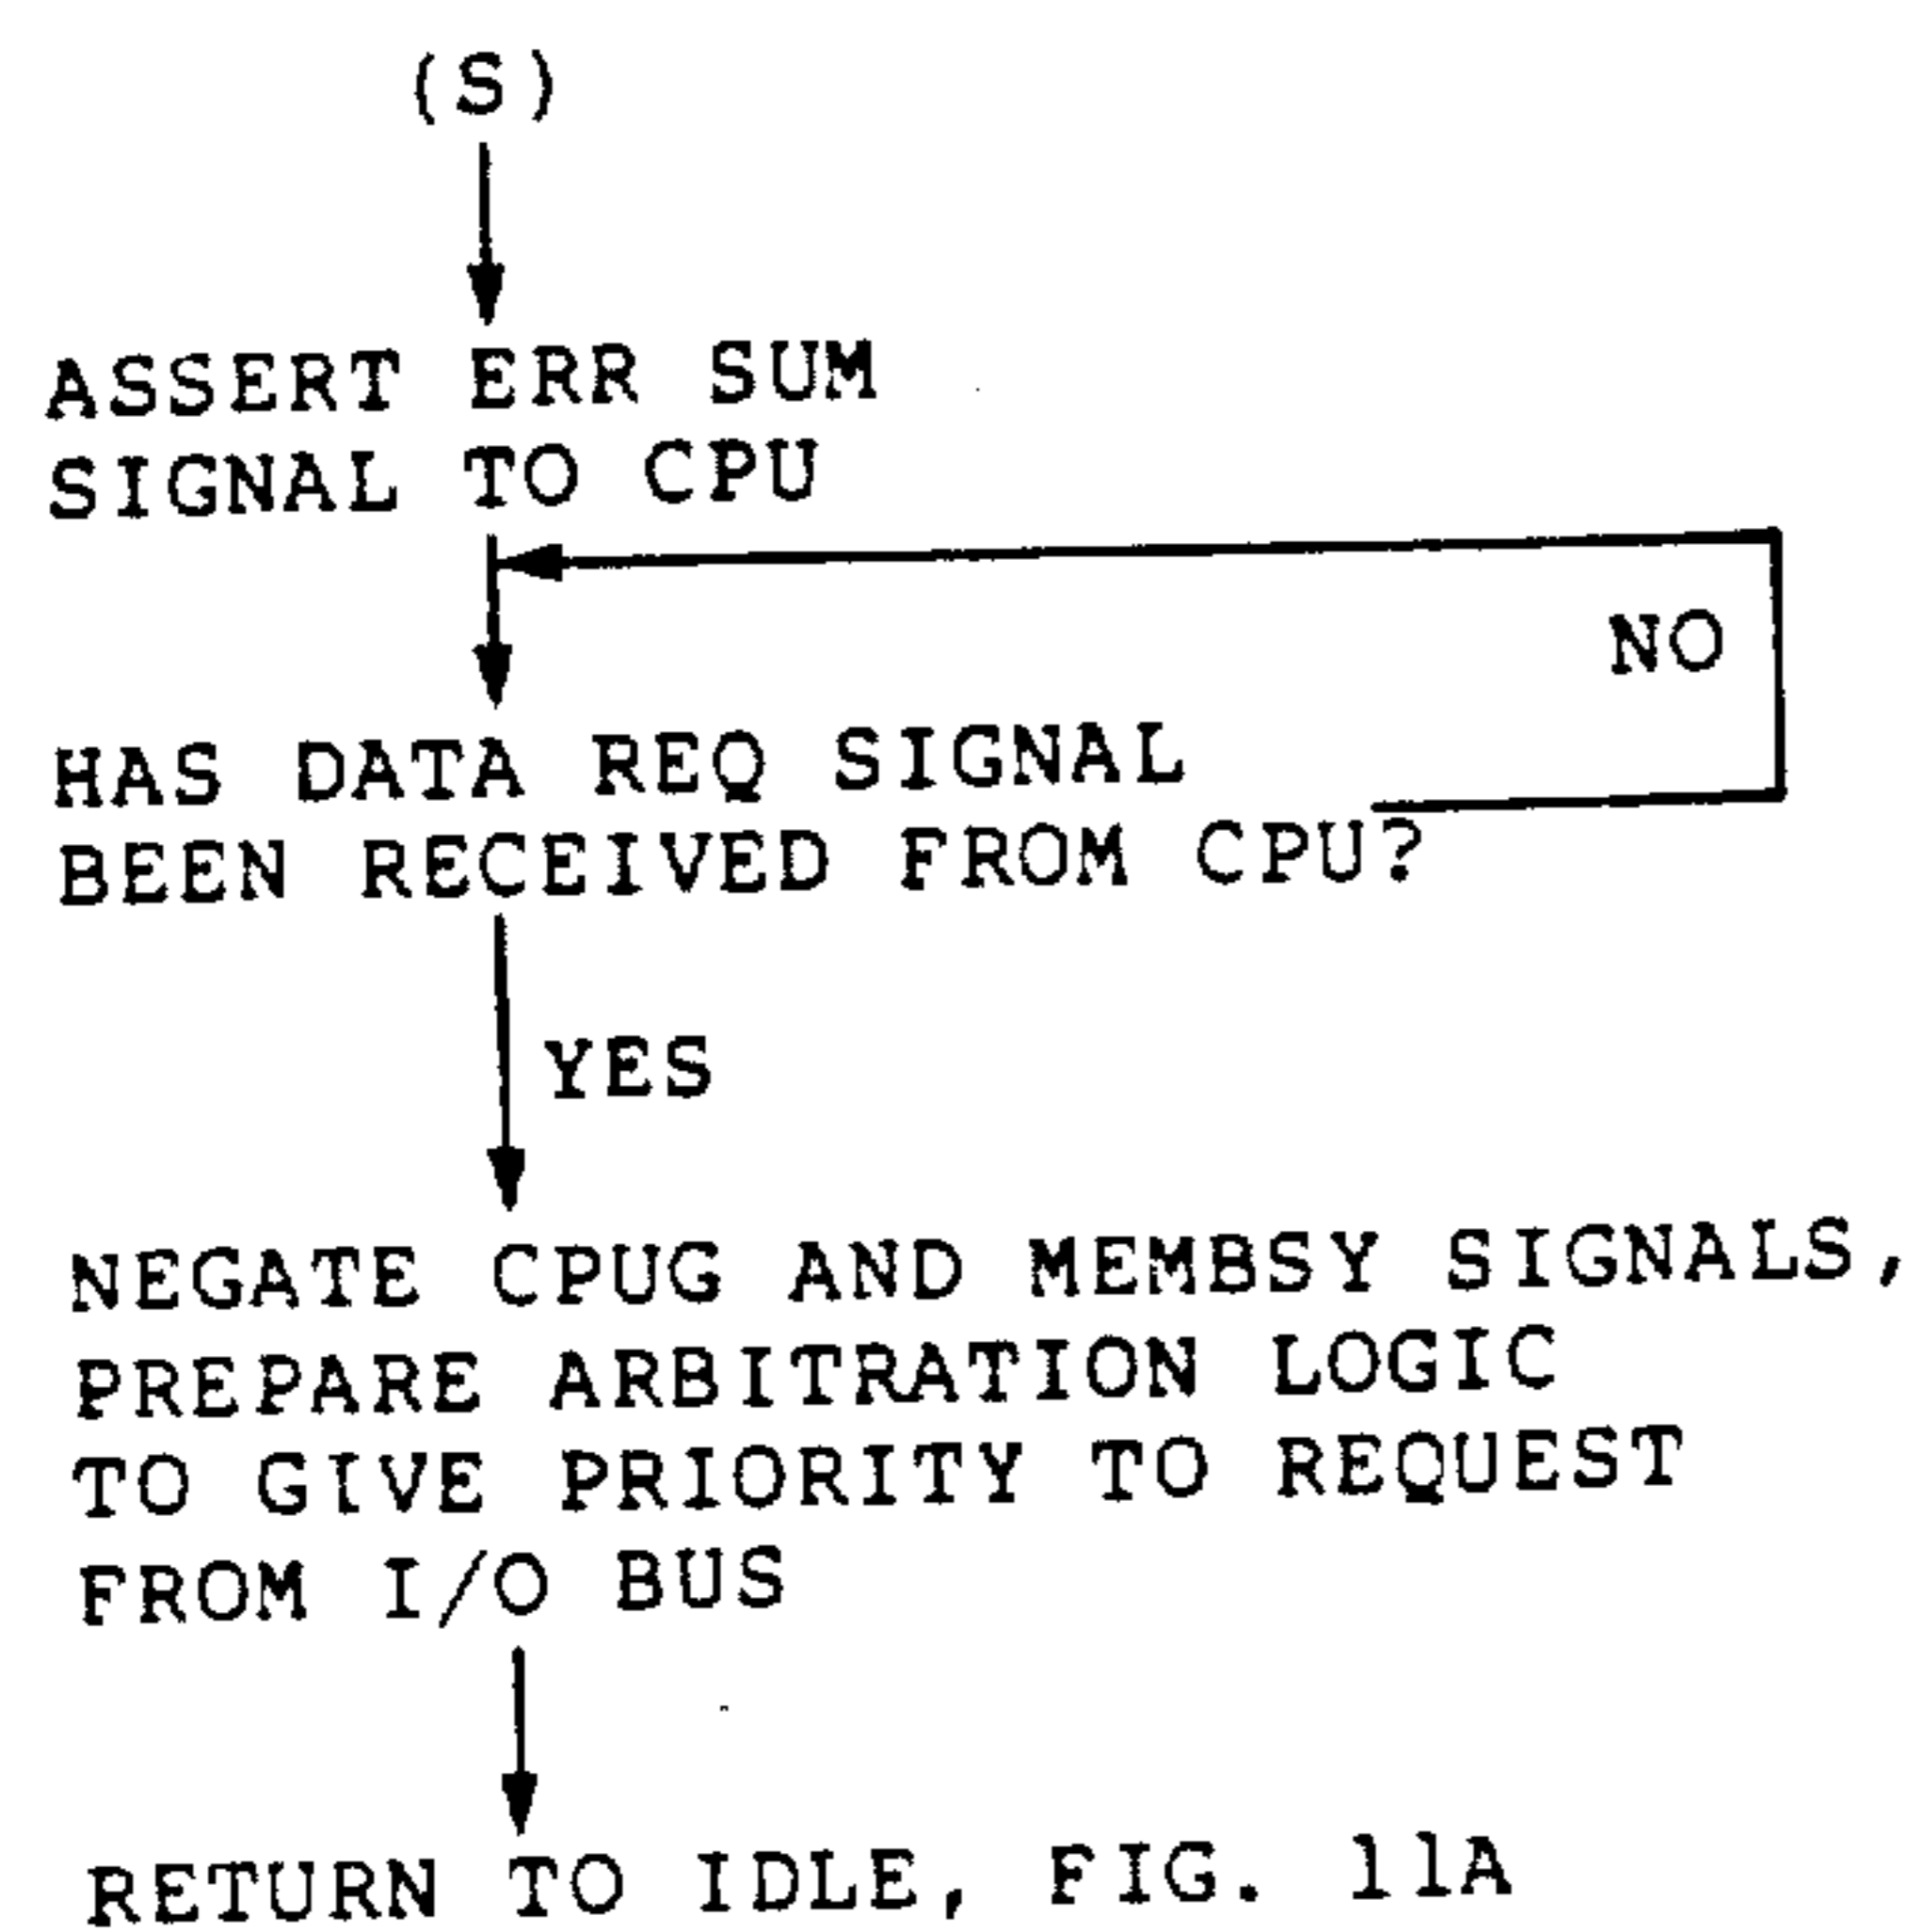 (S)
ASSERT ERR SUM
SIGNAL TO CPU
NO
HAS DATA REQ SIGNAL
BEEN RECEIVED FROM CPU?
YES
NEGATE CPUG AND MEMBSY SIGNALS,
PREPARE ARBITRATION LOGIC
TO GIVE PRIORITY TO REQUEST
FROM I/O BUS
RETURN TO IDLE, FIG. 11A